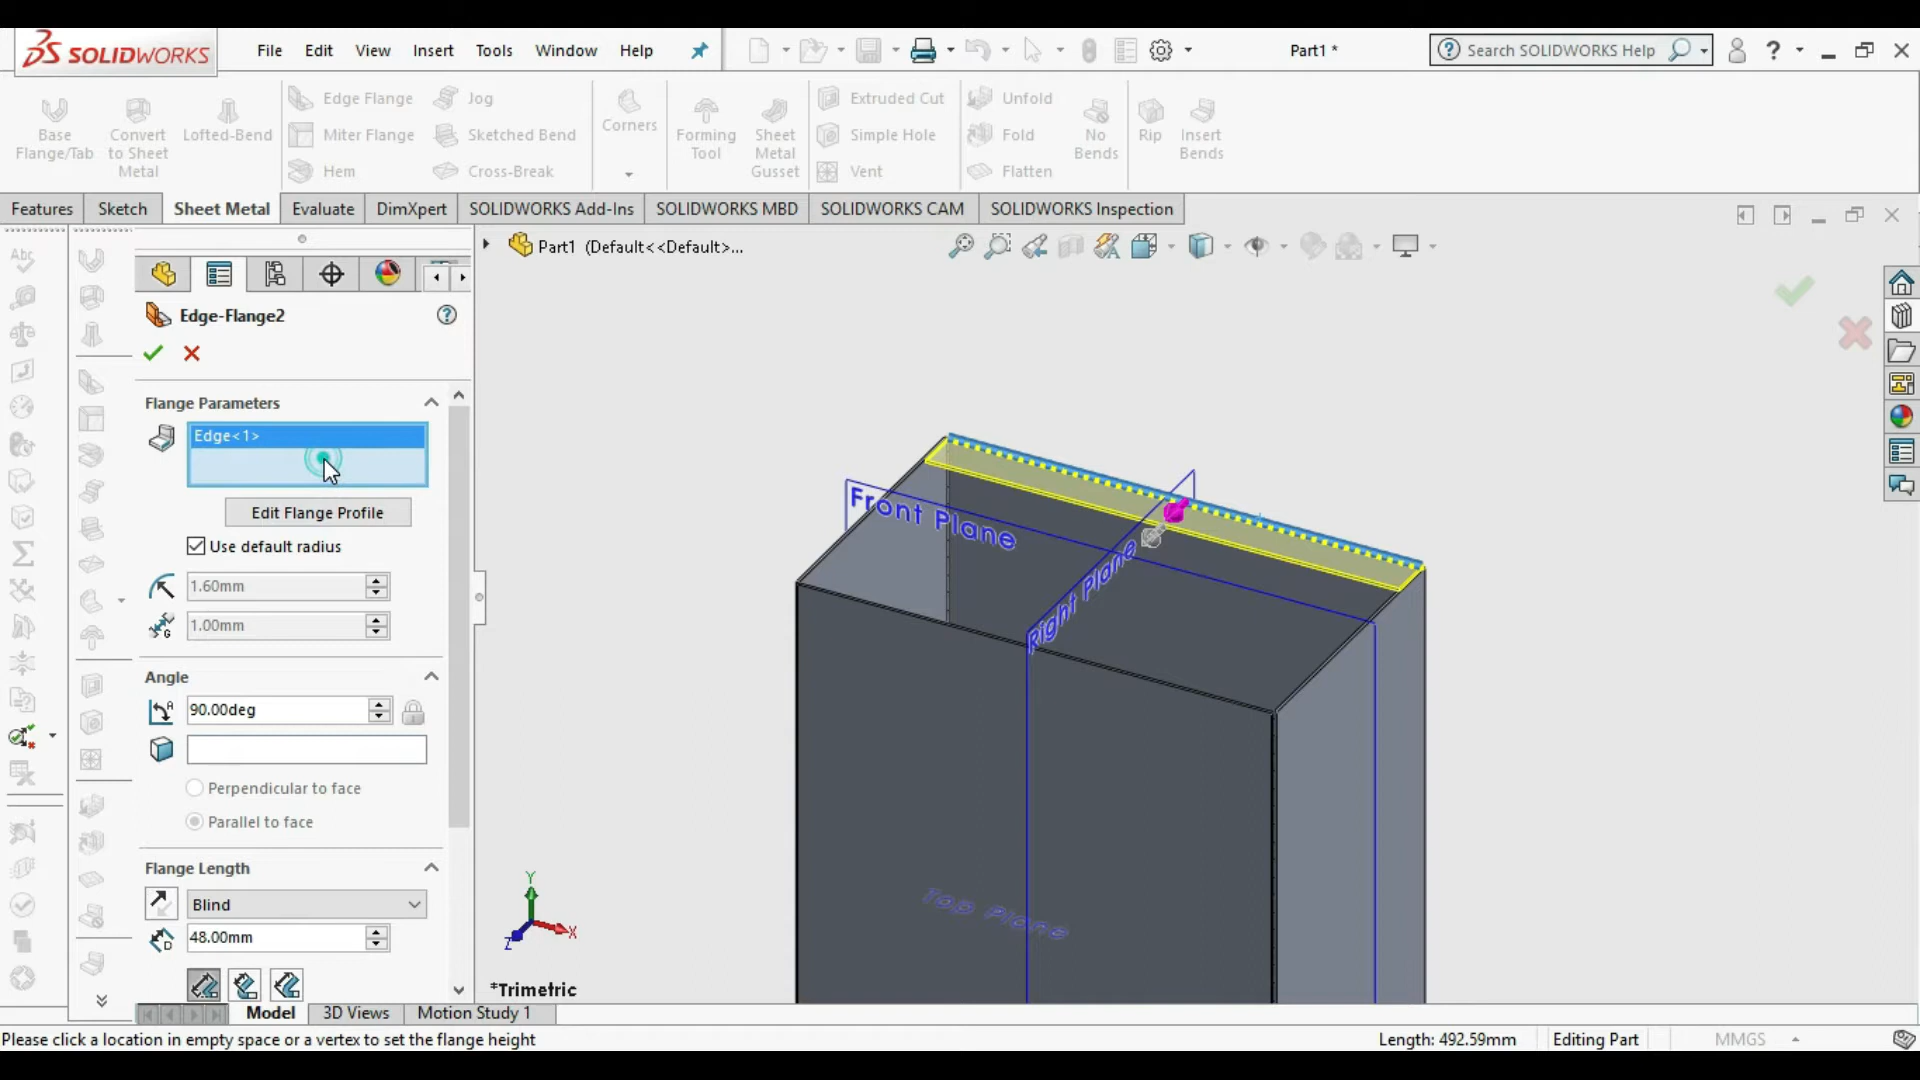 SOLIDWORKS
File Edit View Insert Tools Window Help
Part1 *
Search SOLIDWORKS Help
?
Base Flange/Tab
Convert to Sheet Metal
Lofted-Bend
Edge Flange
Miter Flange
Hem
Jog
Sketched Bend
Cross-Break
Corners
Forming Tool
Sheet Metal Gusset
Extruded Cut
Simple Hole
Vent
Unfold
Fold
Flatten
No Bends
Rip
Insert Bends
Features Sketch Sheet Metal Evaluate DimXpert SOLIDWORKS Add-Ins SOLIDWORKS MBD SOLIDWORKS CAM SOLIDWORKS Inspection
Part1 (Default<<Default>...
Edge-Flange2
Flange Parameters
Edge<1>
Edit Flange Profile
Use default radius
1.60mm
1.00mm
Angle
90.00deg
Perpendicular to face
Parallel to face
Flange Length
Blind
48.00mm
Front Plane
Right Plane
Top Plane
Y
X
Z
*Trimetric
Model 3D Views Motion Study 1
Please click a location in empty space or a vertex to set the flange height
Length: 492.59mm Editing Part MMGS